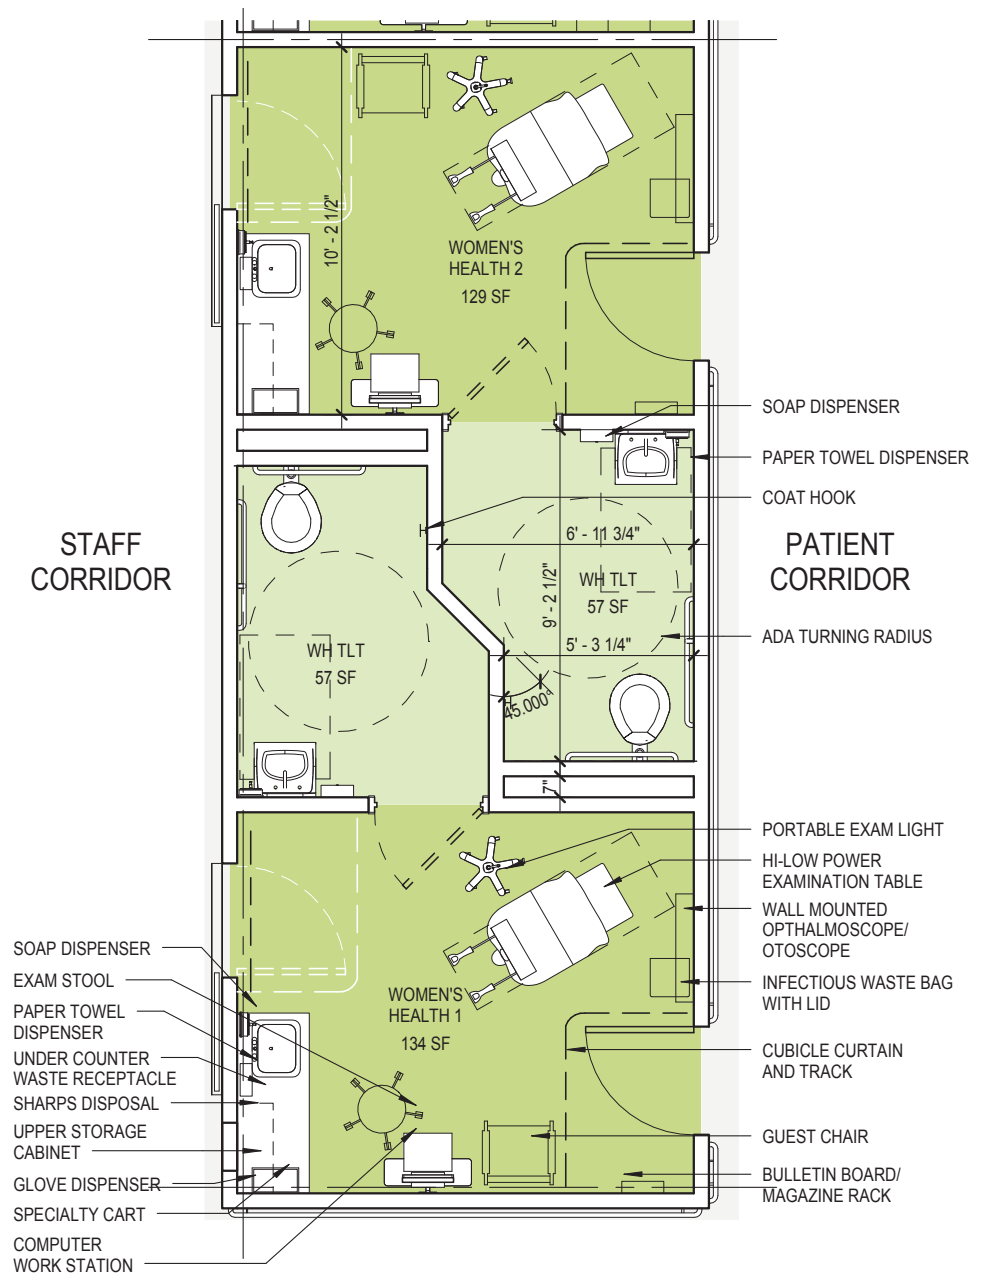 10' - 2 1/2"
WOMEN'S
HEALTH 2
129 SF
SOAP DISPENSER
PAPER TOWEL DISPENSER
COAT HOOK
STAFF
CORRIDOR
PATIENT
CORRIDOR
6' - 11 3/4"
9' - 2 1/2"
WH TLT
57 SF
5' - 3 1/4"
ADA TURNING RADIUS
WH TLT
57 SF
45.000°
7"
PORTABLE EXAM LIGHT
HI-LOW POWER
EXAMINATION TABLE
WALL MOUNTED
OPTHALMOSCOPE/
OTOSCOPE
INFECTIOUS WASTE BAG
WITH LID
CUBICLE CURTAIN
AND TRACK
GUEST CHAIR
BULLETIN BOARD/
MAGAZINE RACK
WOMEN'S
HEALTH 1
134 SF
SOAP DISPENSER
EXAM STOOL
PAPER TOWEL
DISPENSER
UNDER COUNTER
WASTE RECEPTACLE
SHARPS DISPOSAL
UPPER STORAGE
CABINET
GLOVE DISPENSER
SPECIALTY CART
COMPUTER
WORK STATION